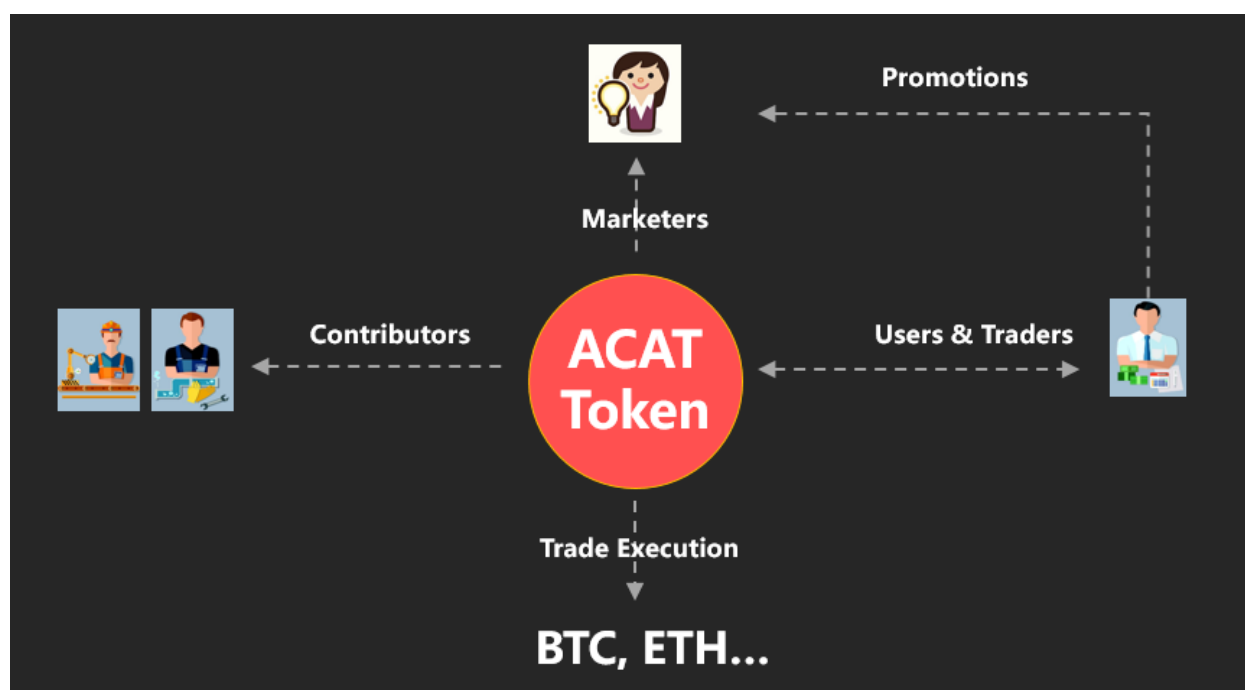 Promotions
Marketers
Contributors
ACAT
Token
Users & Traders
Trade Execution
BTC, ETH...